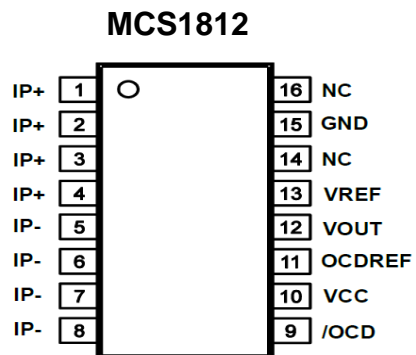 MCS1812
IP+ 1 16 NC
IP+ 2 15 GND
IP+ 3 14 NC
IP+ 4 13 VREF
IP- 5 12 VOUT
IP- 6 11 OCDREF
IP- 7 10 VCC
IP- 8 9 /OCD